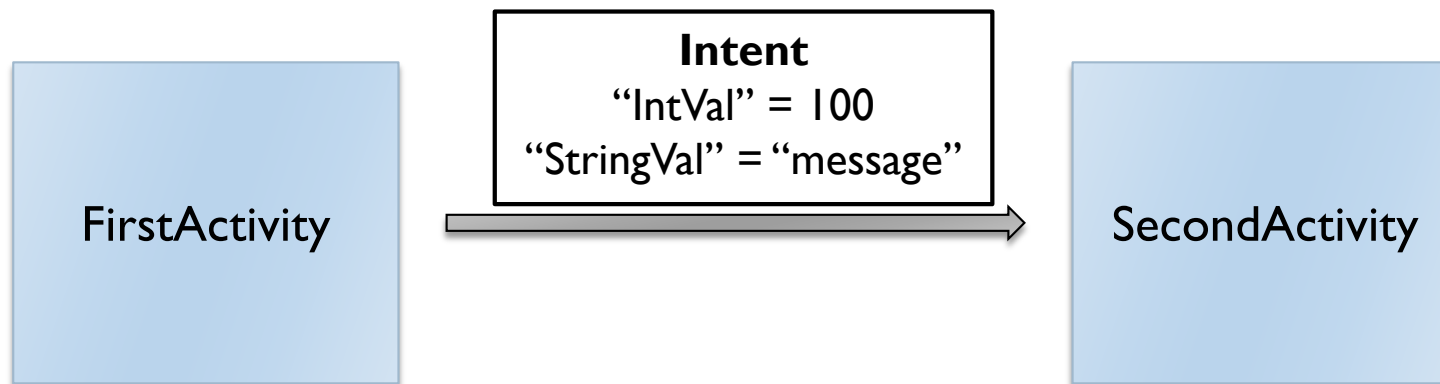 Intent
“IntVal” = 100
“StringVal” = “message”
FirstActivity
SecondActivity